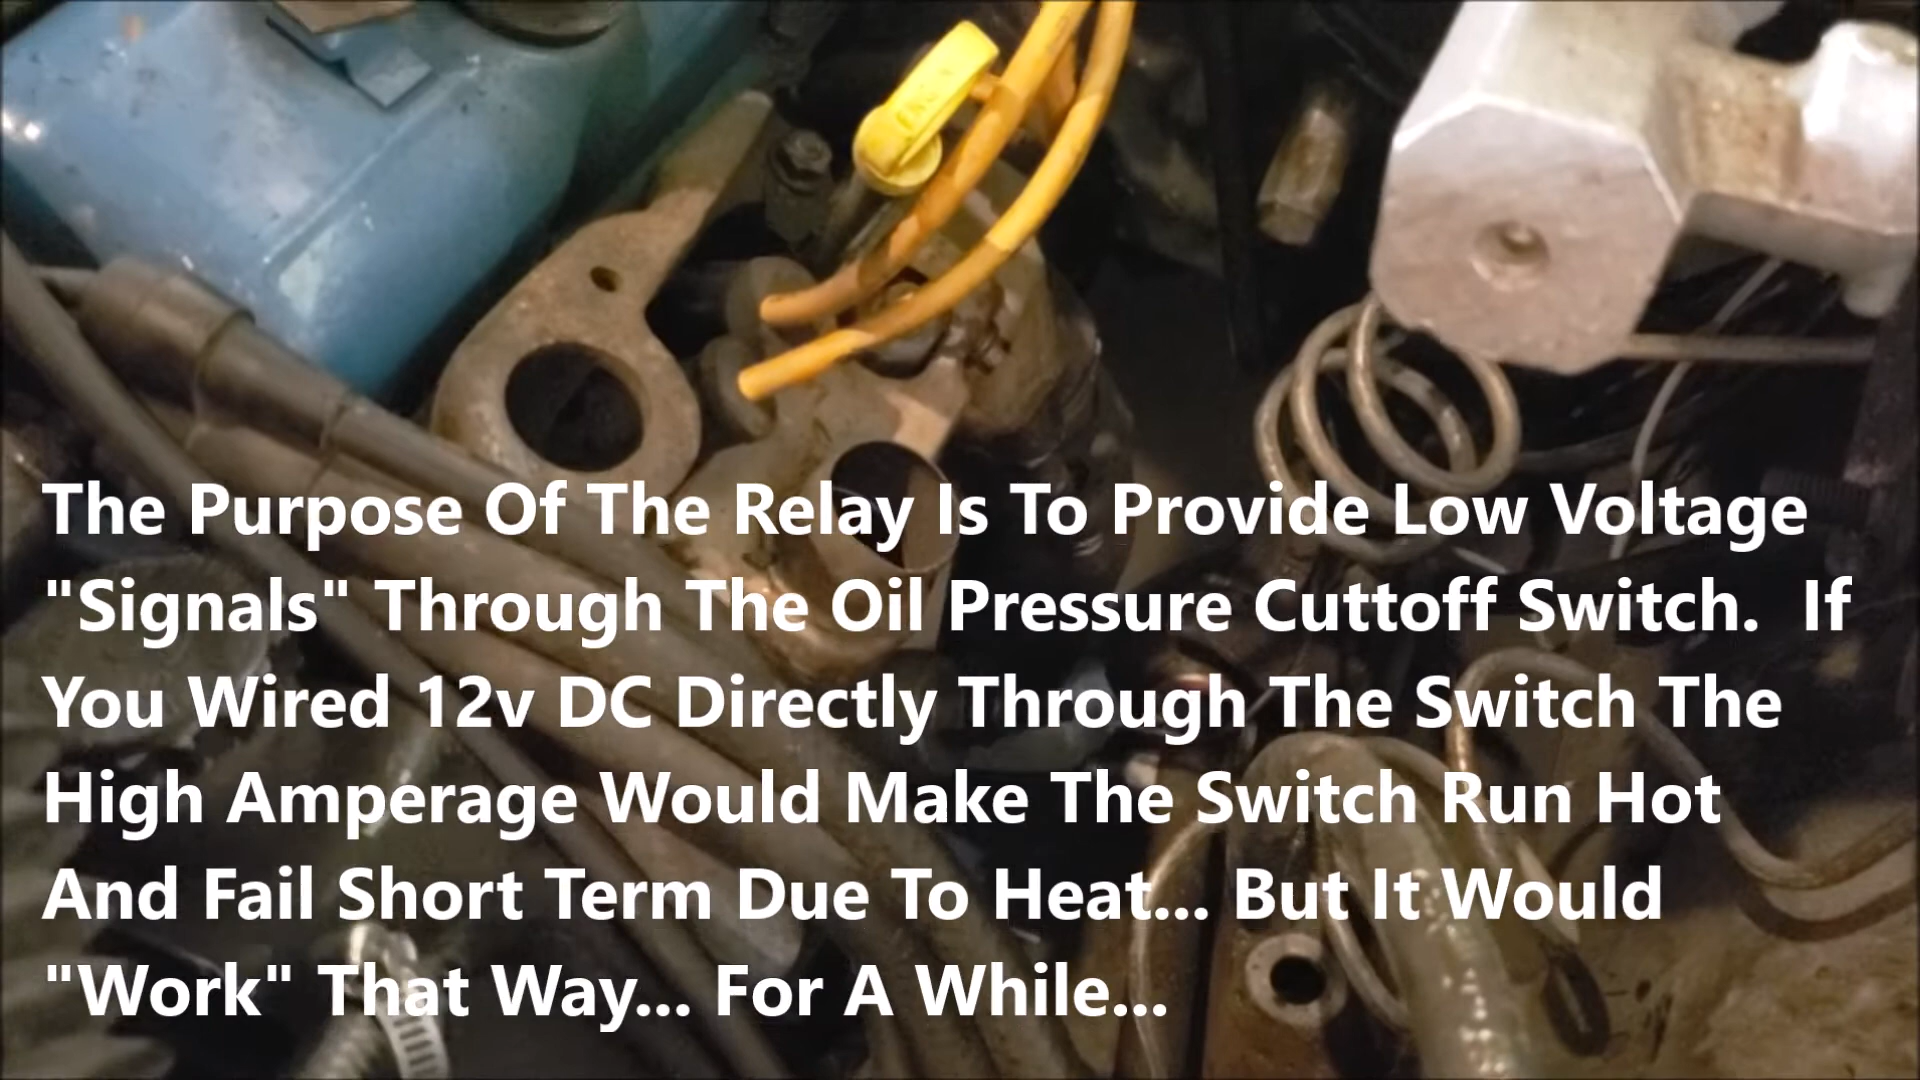 The Purpose Of The Relay Is To Provide Low Voltage
"Signals" Through The Oil Pressure Cuttoff Switch.  If
You Wired 12v DC Directly Through The Switch The
High Amperage Would Make The Switch Run Hot
And Fail Short Term Due To Heat... But It Would
"Work" That Way... For A While...